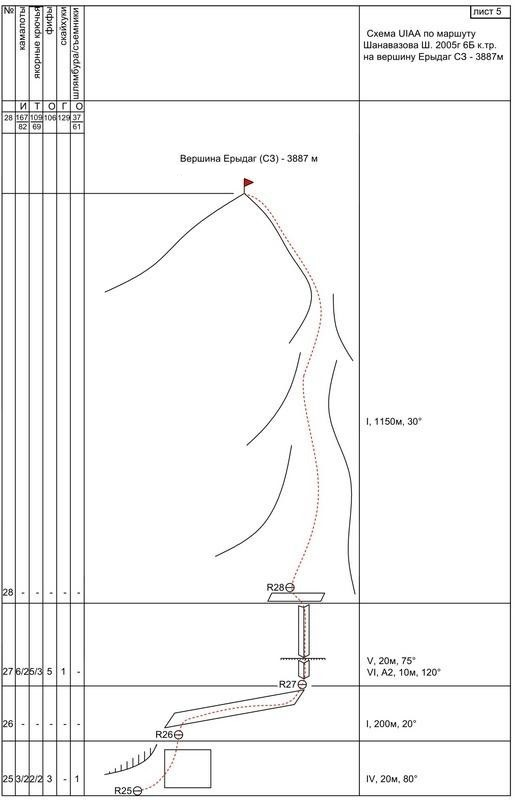 лист 5
Схема UIAA по маршруту
Шанавазова Ш. 2005г 6Б к.тр.
на вершину Ерыдаг СЗ - 3887м
№ камалоты якорные крючья фифы скайхуки шлямбура/съемники
И Т О Г О
28 167/82 109/69 106 129 37/61
Вершина Ерыдаг (СЗ) - 3887 м
I, 1150м, 30°
R28
28 - - - - -
V, 20м, 75°
27 6/2 5/3 5 1 - VI, А2, 10м, 120°
R27
26 - - - - - I, 200м, 20°
R26
25 3/2 2/2 3 - 1 IV, 20м, 80°
R25